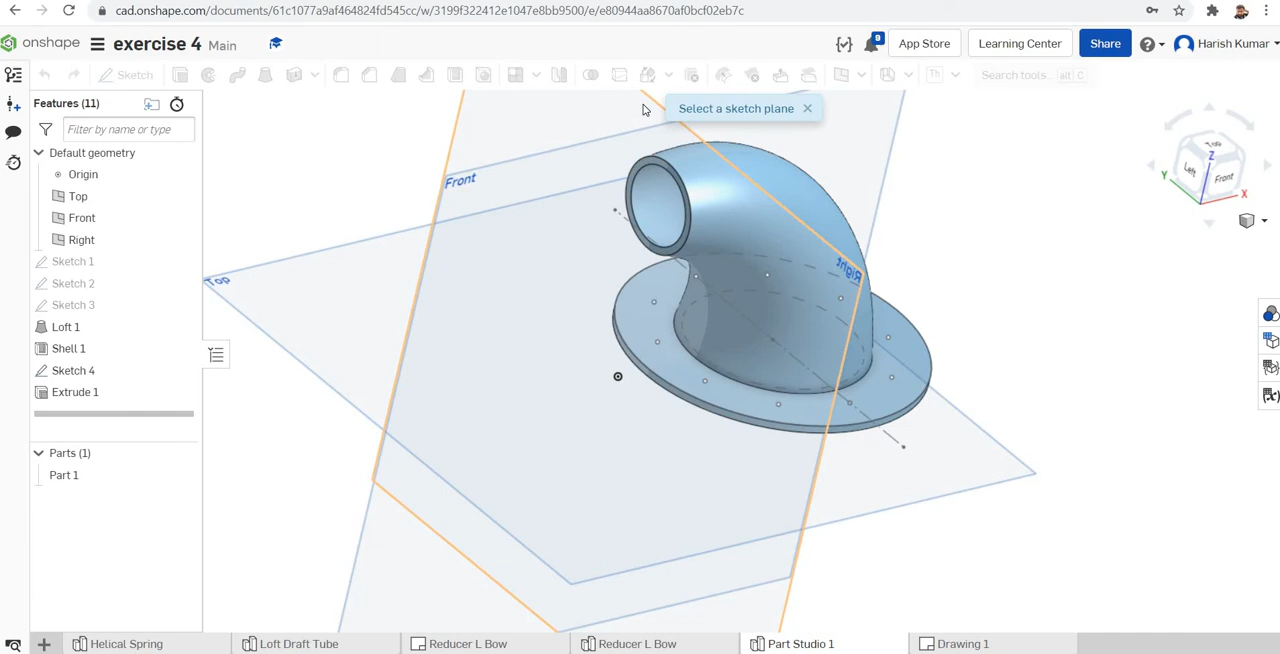 cad.onshape.com/documents/61c1077a9af464824fd545cc/w/3199f322412e1047e8bb9500/e/e80944aa8670af0bcf02eb7c
onshape exercise 4 Main 9 App Store Learning Center Share Harish Kumar
Sketch Search tools... alt C
Features (11)
Select a sketch plane
Filter by name or type
Default geometry
Origin
Top
Front
Right
Sketch 1
Sketch 2
Sketch 3
Loft 1
Shell 1
Sketch 4
Extrude 1
Parts (1)
Part 1
Front
Top
Right
Left
Front
Z
Y
X
Helical Spring Loft Draft Tube Reducer L Bow Reducer L Bow Part Studio 1 Drawing 1